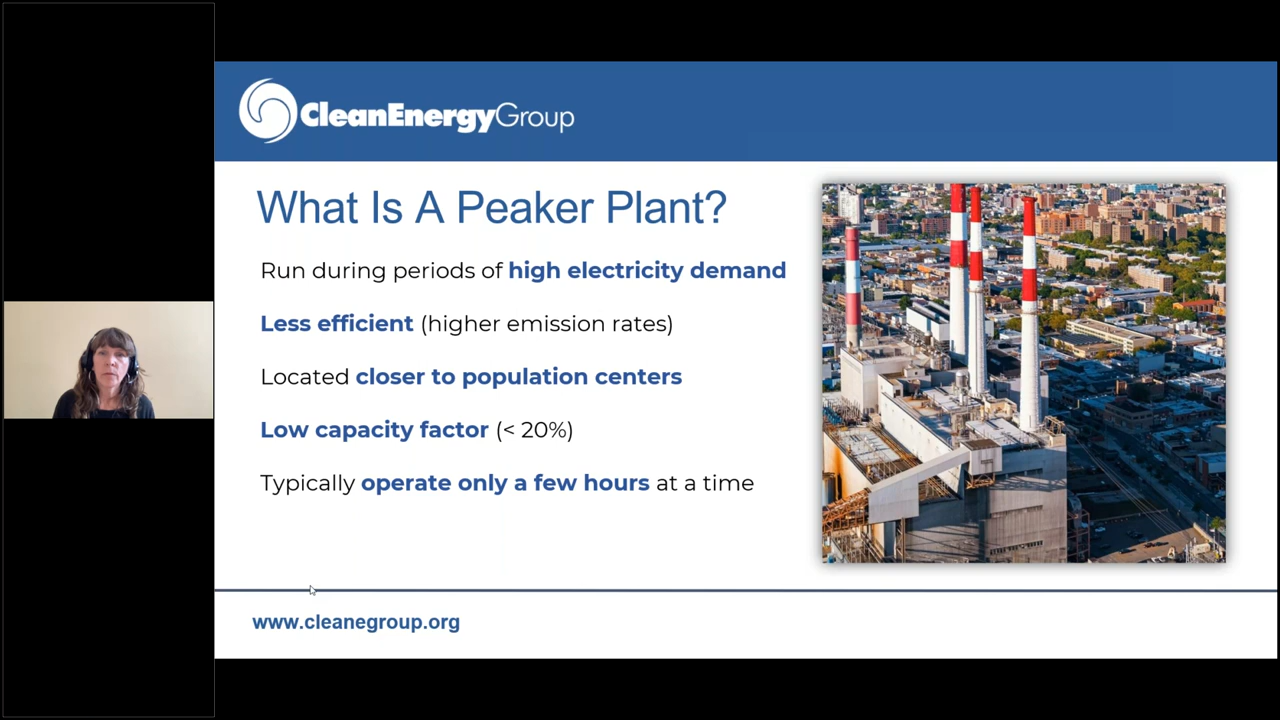 CleanEnergyGroup
What Is A Peaker Plant?
Run during periods of high electricity demand
Less efficient (higher emission rates)
Located closer to population centers
Low capacity factor (< 20%)
Typically operate only a few hours at a time
www.cleanegroup.org